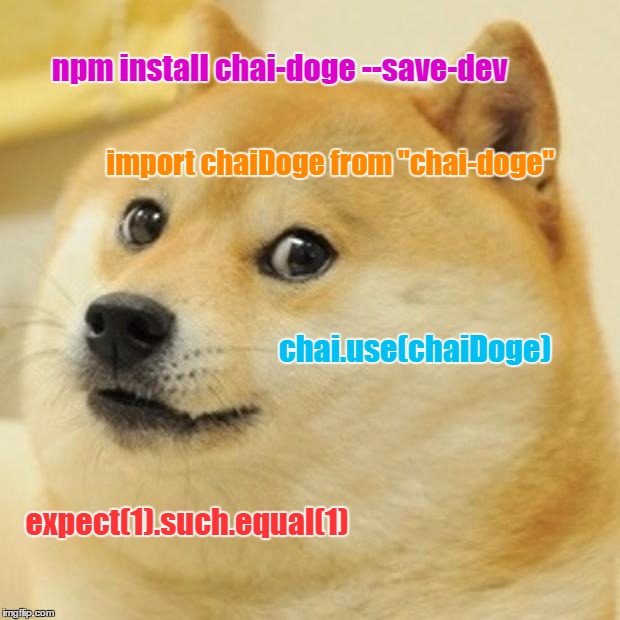 npm install chai-doge --save-dev
import chaiDoge from "chai-doge"
chai.use(chaiDoge)
expect(1).such.equal(1)
imgflip.com